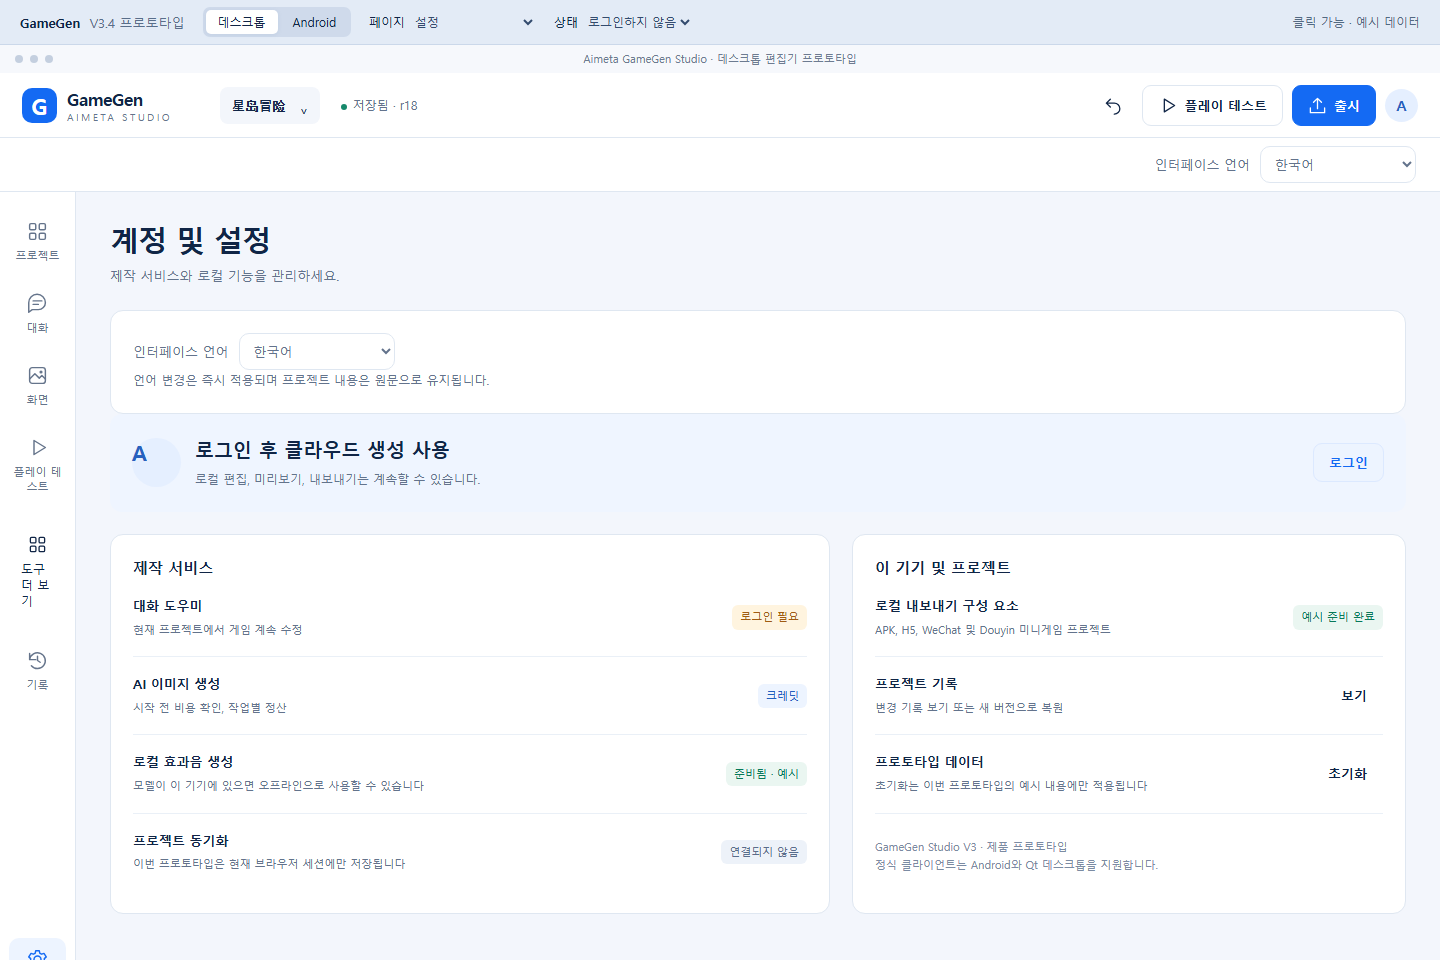 GameGen V3.4 프로토타입 데스크톱 Android 페이지 설정 상태 로그인하지 않음 클릭 가능 · 예시 데이터
Aimeta GameGen Studio · 데스크톱 편집기 프로토타입
G GameGen
AIMETA STUDIO
星岛冒险 저장됨 · r18 플레이 테스트 출시 A
인터페이스 언어 한국어
프로젝트
대화
화면
플레이 테
스트
도구
더 보
기
기록
계정 및 설정
제작 서비스와 로컬 기능을 관리하세요.
인터페이스 언어 한국어
언어 변경은 즉시 적용되며 프로젝트 내용은 원문으로 유지됩니다.
A 로그인 후 클라우드 생성 사용
로컬 편집, 미리보기, 내보내기는 계속할 수 있습니다.
로그인
제작 서비스
대화 도우미
현재 프로젝트에서 게임 계속 수정
로그인 필요
AI 이미지 생성
시작 전 비용 확인, 작업별 정산
크레딧
로컬 효과음 생성
모델이 이 기기에 있으면 오프라인으로 사용할 수 있습니다
준비됨 · 예시
프로젝트 동기화
이번 프로토타입은 현재 브라우저 세션에만 저장됩니다
연결되지 않음
이 기기 및 프로젝트
로컬 내보내기 구성 요소
APK, H5, WeChat 및 Douyin 미니게임 프로젝트
예시 준비 완료
프로젝트 기록
변경 기록 보기 또는 새 버전으로 복원
보기
프로토타입 데이터
초기화는 이번 프로토타입의 예시 내용에만 적용됩니다
초기화
GameGen Studio V3 · 제품 프로토타입
정식 클라이언트는 Android와 Qt 데스크톱을 지원합니다.